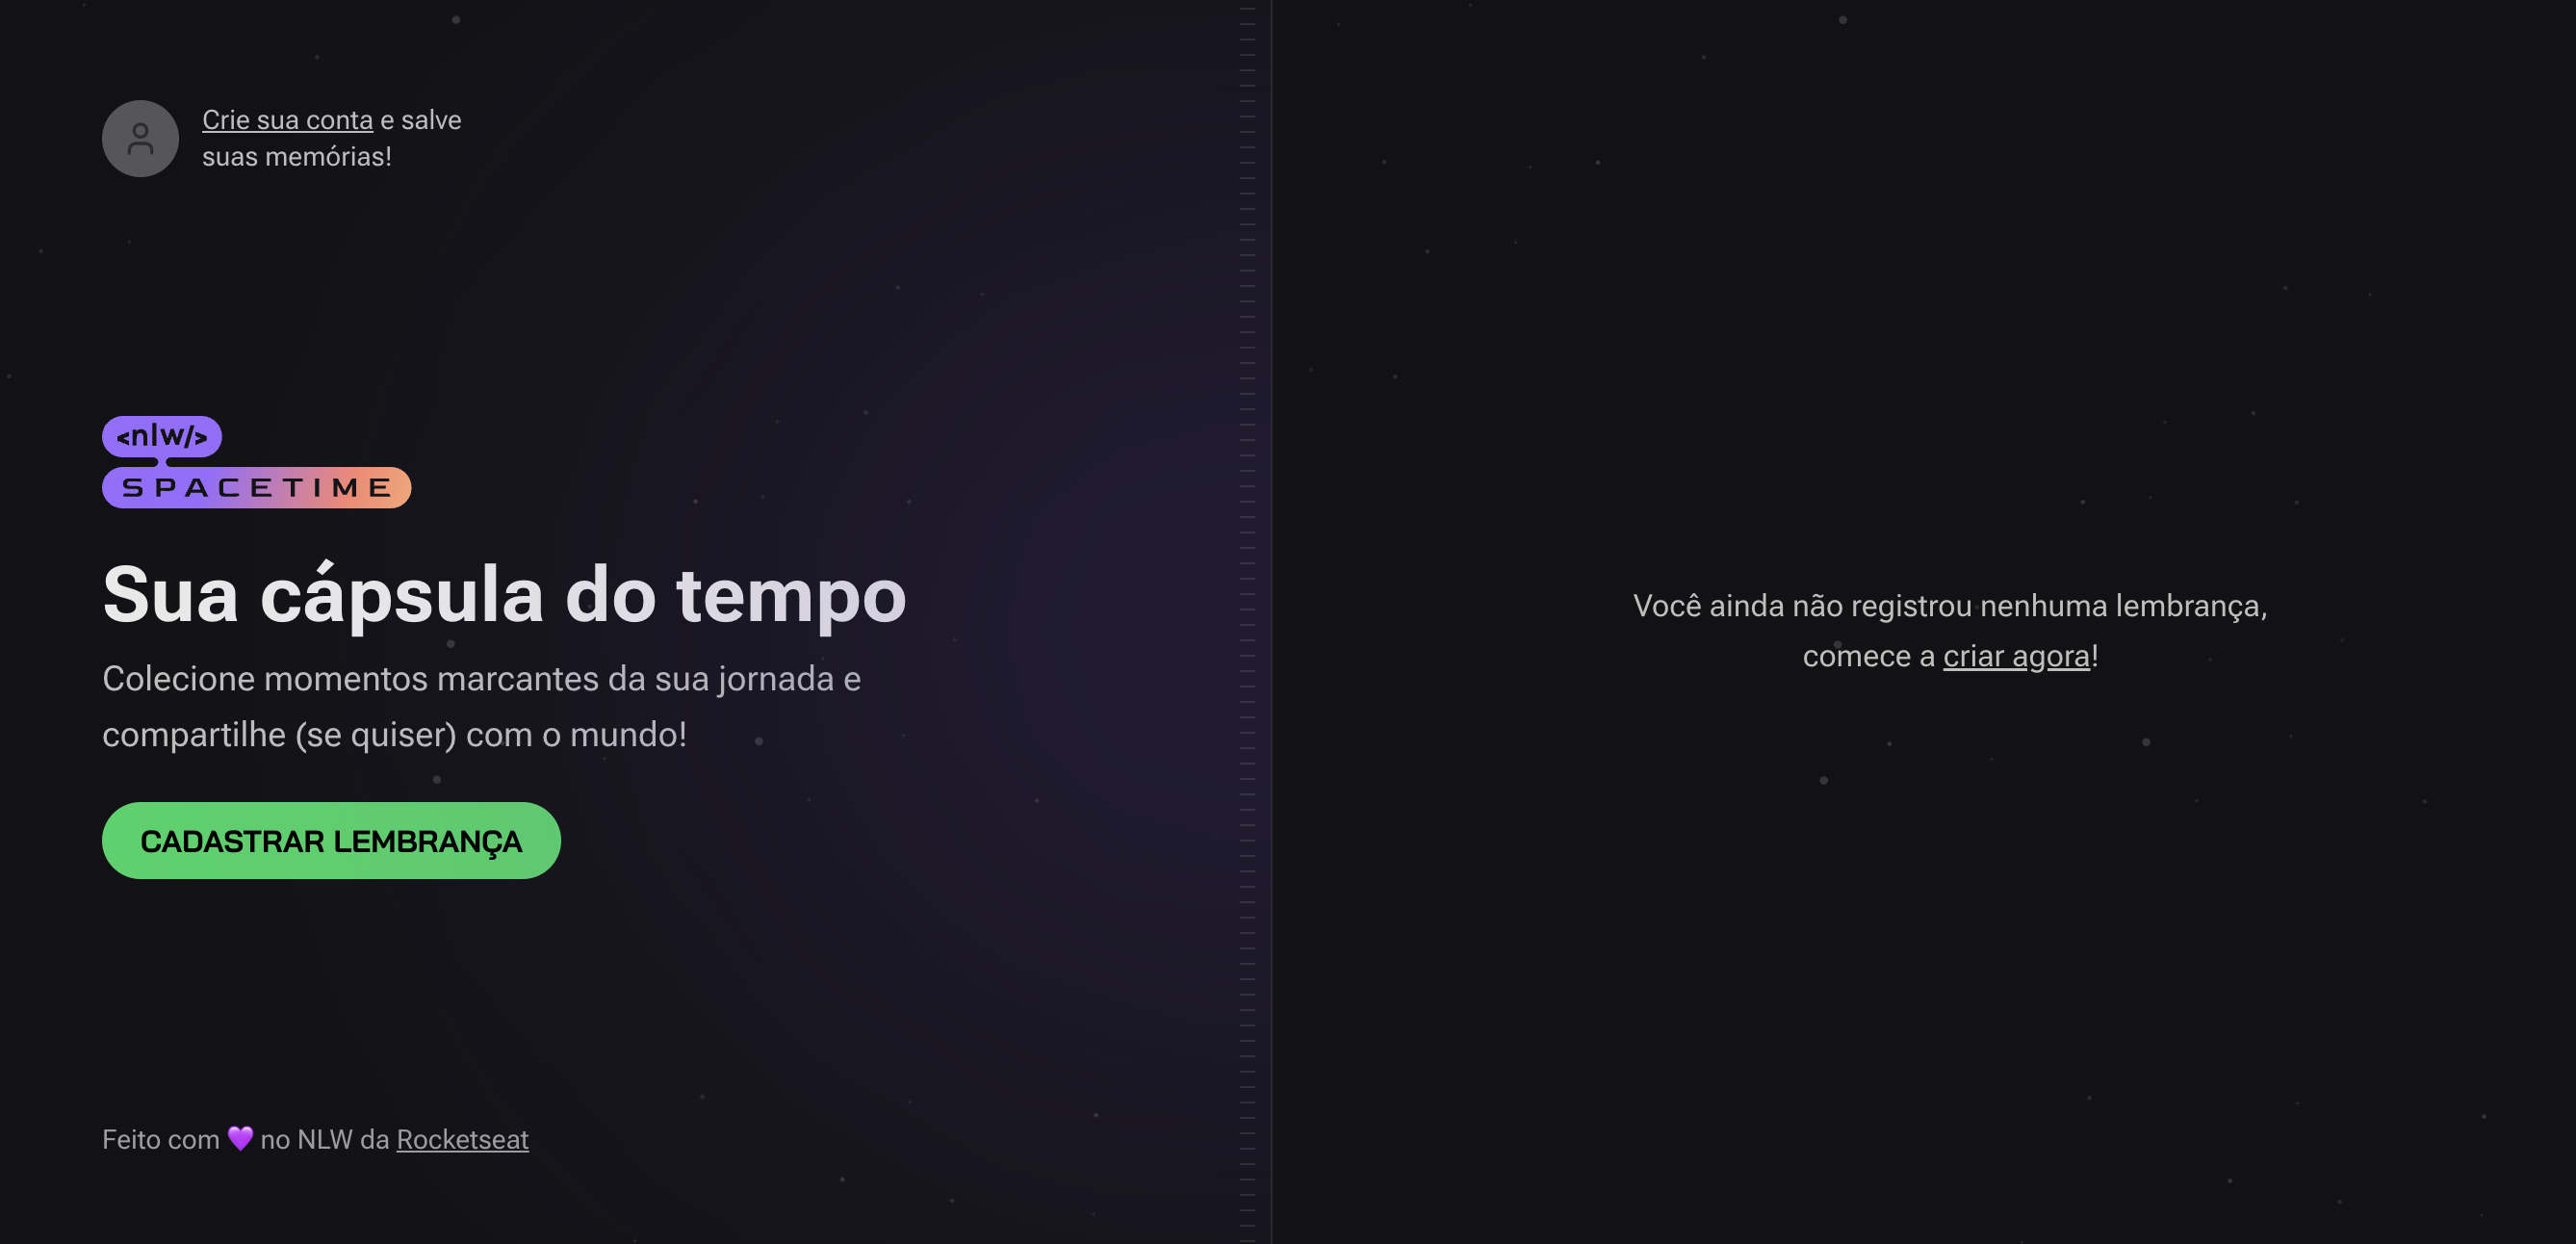 Crie sua conta e salve
suas memórias!
<nlw/>
SPACETIME
Sua cápsula do tempo
Colecione momentos marcantes da sua jornada e
compartilhe (se quiser) com o mundo!
CADASTRAR LEMBRANÇA
Feito com 💜 no NLW da Rocketseat
Você ainda não registrou nenhuma lembrança,
comece a criar agora!